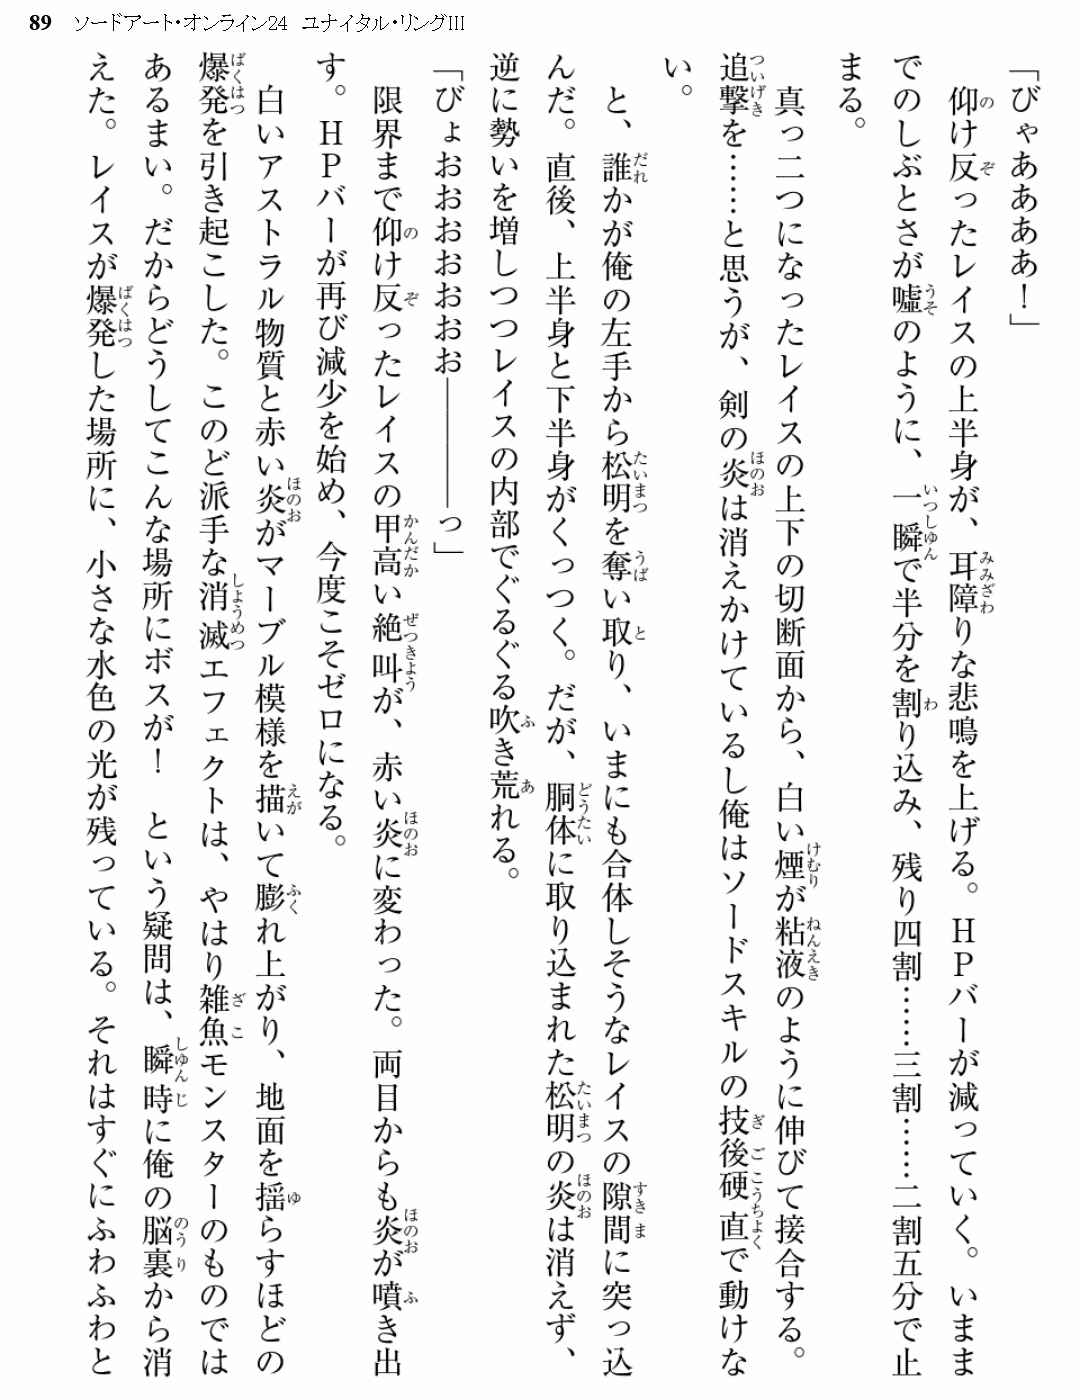 89 ソードアート・オンライン24 ユナイタル・リングIII
「びゃああああ！」
　仰け反ったレイスの上半身が、耳障りな悲鳴を上げる。ＨＰバーが減っていく。いまま
でのしぶとさが嘘のように、一瞬で半分を割り込み、残り四割……三割……二割五分で止
まる。
　真っ二つになったレイスの上下の切断面から、白い煙が粘液のように伸びて接合する。
追撃を……と思うが、剣の炎は消えかけているし俺はソードスキルの技後硬直で動けな
い。
　と、誰かが俺の左手から松明を奪い取り、いまにも合体しそうなレイスの隙間に突っ込
んだ。直後、上半身と下半身がくっつく。だが、胴体に取り込まれた松明の炎は消えず、
逆に勢いを増しつつレイスの内部でぐるぐる吹き荒れる。
「びょおおおおおおお――――っ」
　限界まで仰け反ったレイスの甲高い絶叫が、赤い炎に変わった。両目からも炎が噴き出
す。ＨＰバーが再び減少を始め、今度こそゼロになる。
　白いアストラル物質と赤い炎がマーブル模様を描いて膨れ上がり、地面を揺らすほどの
爆発を引き起こした。このど派手な消滅エフェクトは、やはり雑魚モンスターのものでは
あるまい。だからどうしてこんな場所にボスが！　という疑問は、瞬時に俺の脳裏から消
えた。レイスが爆発した場所に、小さな水色の光が残っている。それはすぐにふわふわと